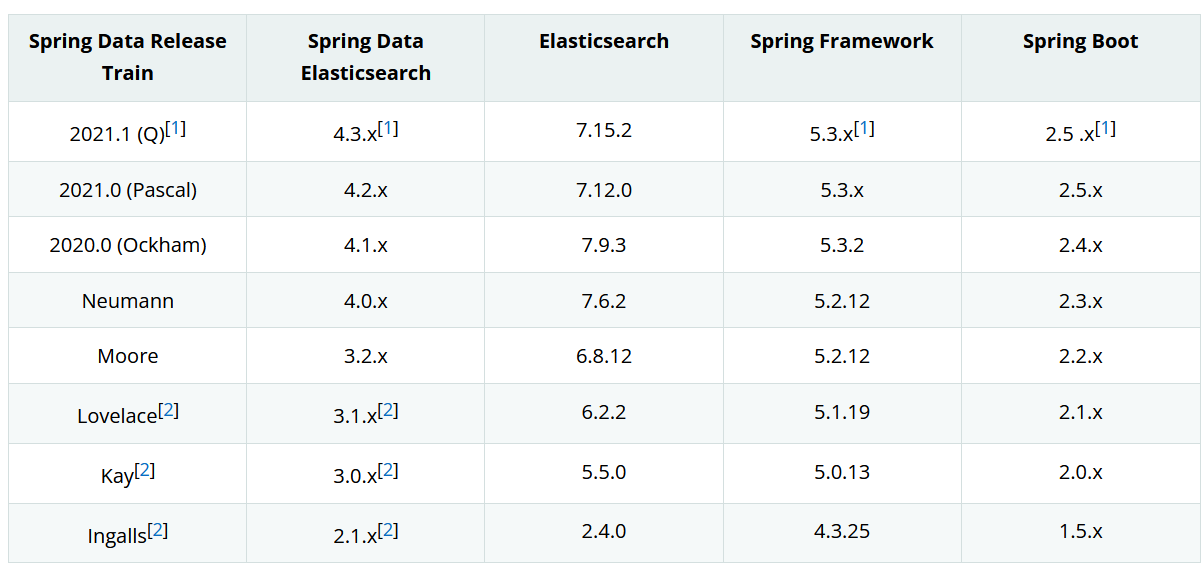 Spring Data Release Train | Spring Data Elasticsearch | Elasticsearch | Spring Framework | Spring Boot
2021.1 (Q)[1] | 4.3.x[1] | 7.15.2 | 5.3.x[1] | 2.5 .x[1]
2021.0 (Pascal) | 4.2.x | 7.12.0 | 5.3.x | 2.5.x
2020.0 (Ockham) | 4.1.x | 7.9.3 | 5.3.2 | 2.4.x
Neumann | 4.0.x | 7.6.2 | 5.2.12 | 2.3.x
Moore | 3.2.x | 6.8.12 | 5.2.12 | 2.2.x
Lovelace[2] | 3.1.x[2] | 6.2.2 | 5.1.19 | 2.1.x
Kay[2] | 3.0.x[2] | 5.5.0 | 5.0.13 | 2.0.x
Ingalls[2] | 2.1.x[2] | 2.4.0 | 4.3.25 | 1.5.x